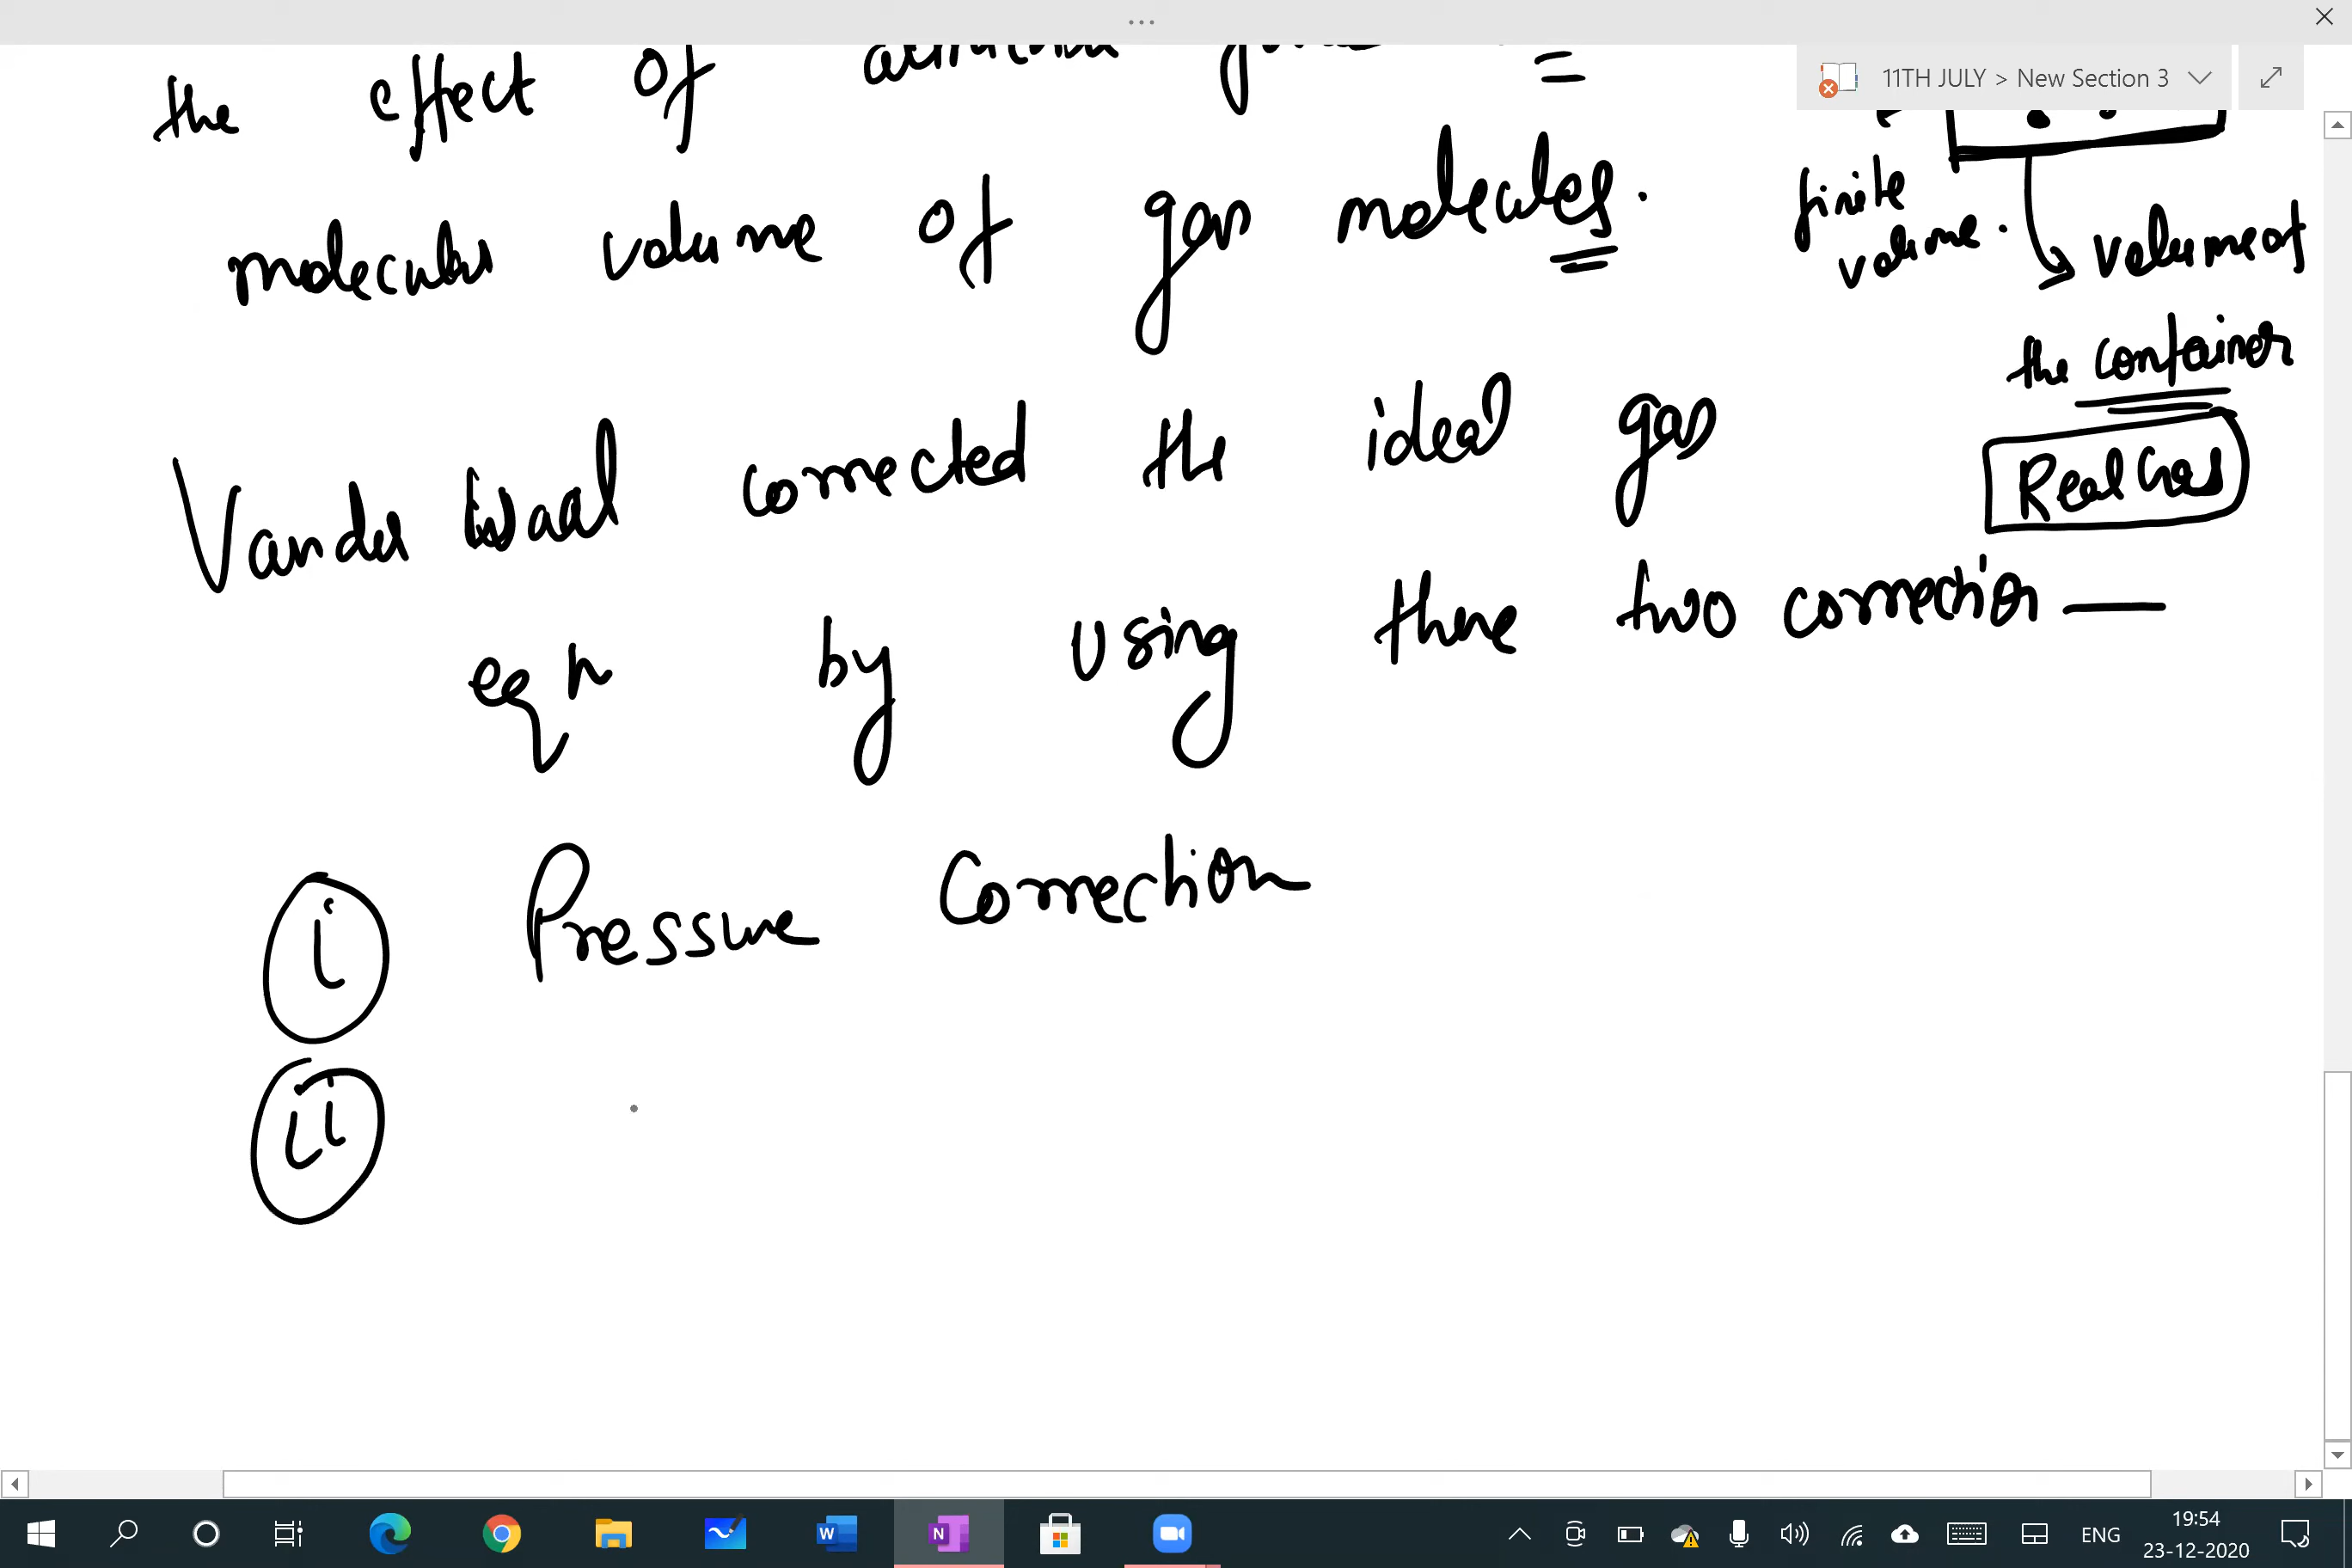 11TH JULY > New Section 3
the effect of
molecular volume of gas molecules.
finite
volume.
Volume of
the container
Real Gas
Vander Waal corrected the ideal gas
eqn by using these two correction —
i Pressure Correction
ii
ENG
19:54
23-12-2020